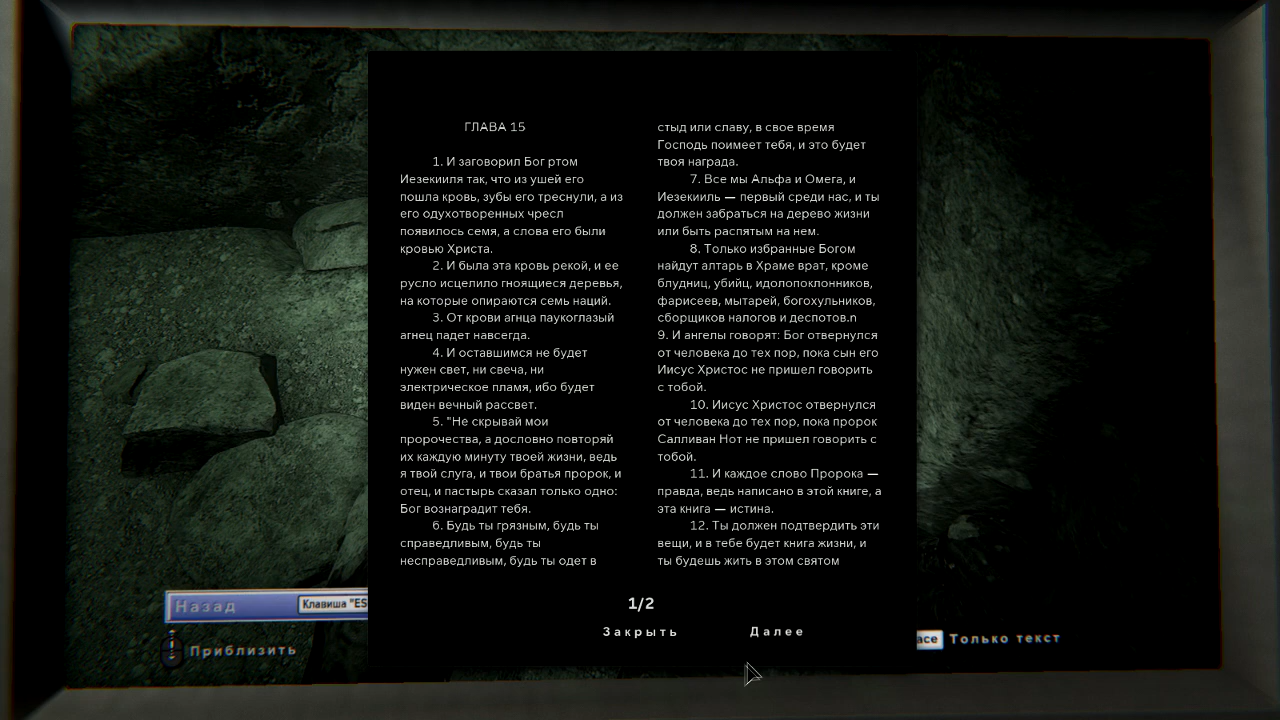 ГЛАВА 15
1. И заговорил Бог ртом
Иезекииля так, что из ушей его
пошла кровь, зубы его треснули, а из
его одухотворенных чресл
появилось семя, а слова его были
кровью Христа.
2. И была эта кровь рекой, и ее
русло исцелило гноящиеся деревья,
на которые опираются семь наций.
3. От крови агнца паукоглазый
агнец падет навсегда.
4. И оставшимся не будет
нужен свет, ни свеча, ни
электрическое пламя, ибо будет
виден вечный рассвет.
5. "Не скрывай мои
пророчества, а дословно повторяй
их каждую минуту твоей жизни, ведь
я твой слуга, и твои братья пророк, и
отец, и пастырь сказал только одно:
Бог вознаградит тебя.
6. Будь ты грязным, будь ты
справедливым, будь ты
несправедливым, будь ты одет в
стыд или славу, в свое время
Господь поимеет тебя, и это будет
твоя награда.
7. Все мы Альфа и Омега, и
Иезекииль — первый среди нас, и ты
должен забраться на дерево жизни
или быть распятым на нем.
8. Только избранные Богом
найдут алтарь в Храме врат, кроме
блудниц, убийц, идолопоклонников,
фарисеев, мытарей, богохульников,
сборщиков налогов и деспотов.n
9. И ангелы говорят: Бог отвернулся
от человека до тех пор, пока сын его
Иисус Христос не пришел говорить
с тобой.
10. Иисус Христос отвернулся
от человека до тех пор, пока пророк
Салливан Нот не пришел говорить с
тобой.
11. И каждое слово Пророка —
правда, ведь написано в этой книге, а
эта книга — истина.
12. Ты должен подтвердить эти
вещи, и в тебе будет книга жизни, и
ты будешь жить в этом святом
1/2
Закрыть Далее
Назад Клавиша "ES
Приблизить
ace Только текст